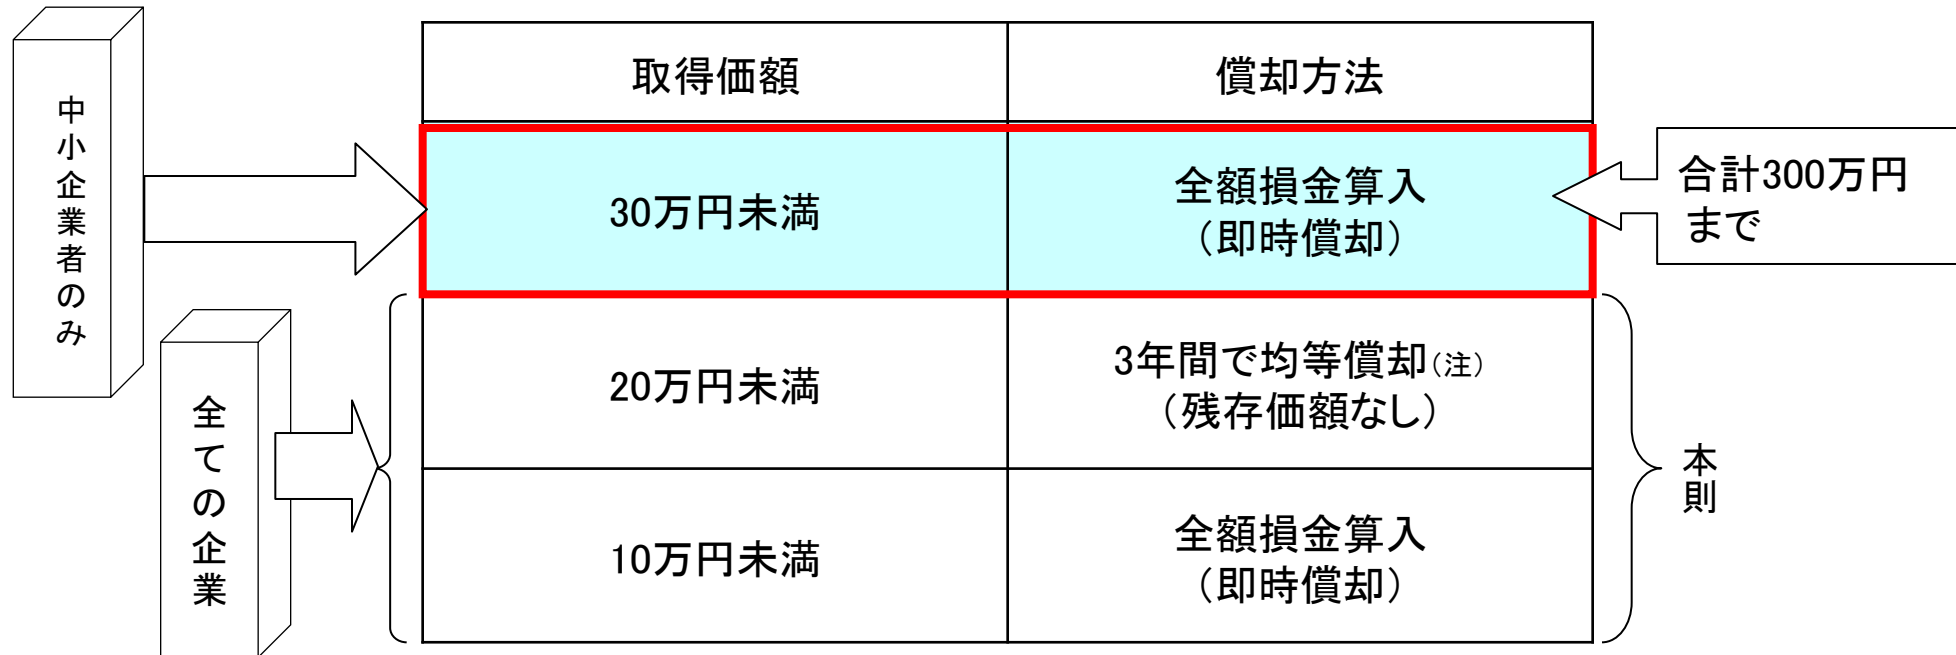 取得価額
償却方法
中小企業者のみ
30万円未満
全額損金算入
（即時償却）
合計300万円
まで
全ての企業
20万円未満
3年間で均等償却（注）
（残存価額なし）
本則
10万円未満
全額損金算入
（即時償却）